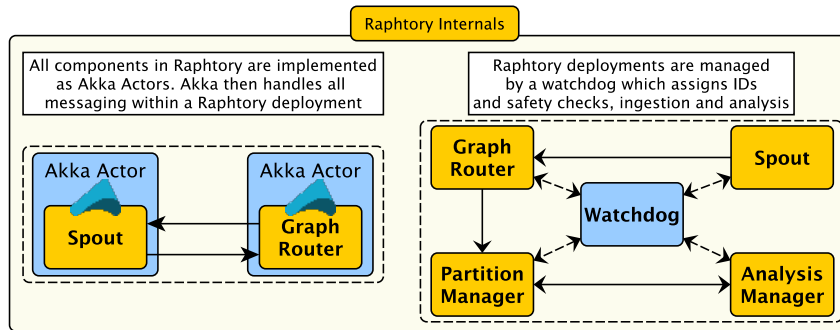 Raphtory Internals
All components in Raphtory are implemented
as Akka Actors. Akka then handles all
messaging within a Raphtory deployment
Akka Actor
Spout
Akka Actor
Graph
Router
Raphtory deployments are managed
by a watchdog which assigns IDs
and safety checks, ingestion and analysis
Graph
Router
Spout
Watchdog
Partition
Manager
Analysis
Manager